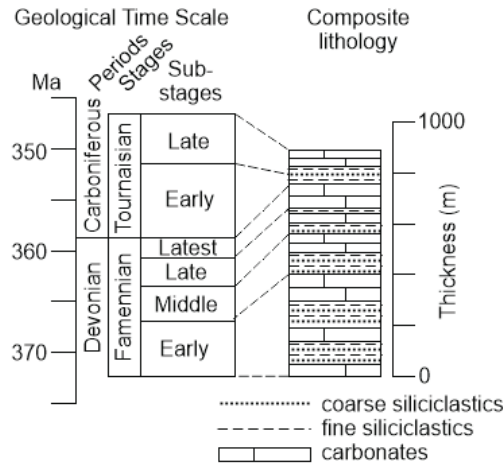 Geological Time Scale
Composite
lithology
Ma
Periods
Stages
Sub-
stages
350
360
370
Carboniferous
Devonian
Tournaisian
Famennian
Late
Early
Latest
Late
Middle
Early
1000
Thickness (m)
0
coarse siliciclastics
fine siliciclastics
carbonates